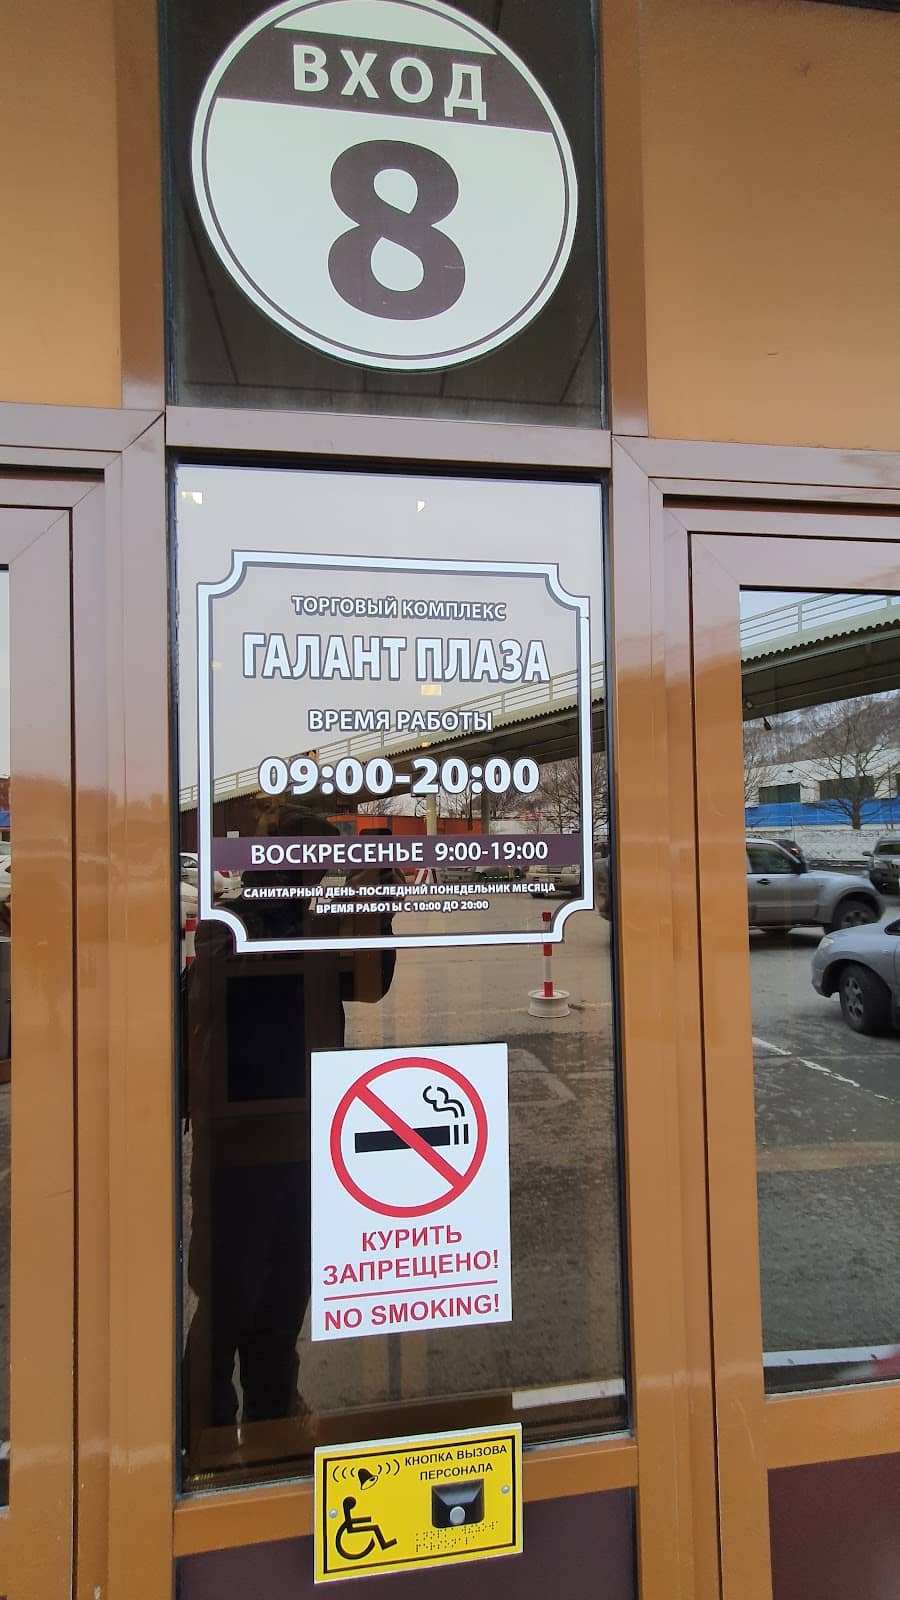 ВХОД
8
ТОРГОВЫЙ КОМПЛЕКС
ГАЛАНТ ПЛАЗА
ВРЕМЯ РАБОТЫ
09:00-20:00
ВОСКРЕСЕНЬЕ 9:00-19:00
САНИТАРНЫЙ ДЕНЬ-ПОСЛЕДНИЙ ПОНЕДЕЛЬНИК МЕСЯЦА
ВРЕМЯ РАБОТЫ С 10:00 ДО 20:00
КУРИТЬ
ЗАПРЕЩЕНО!
NO SMOKING!
КНОПКА ВЫЗОВА
ПЕРСОНАЛА